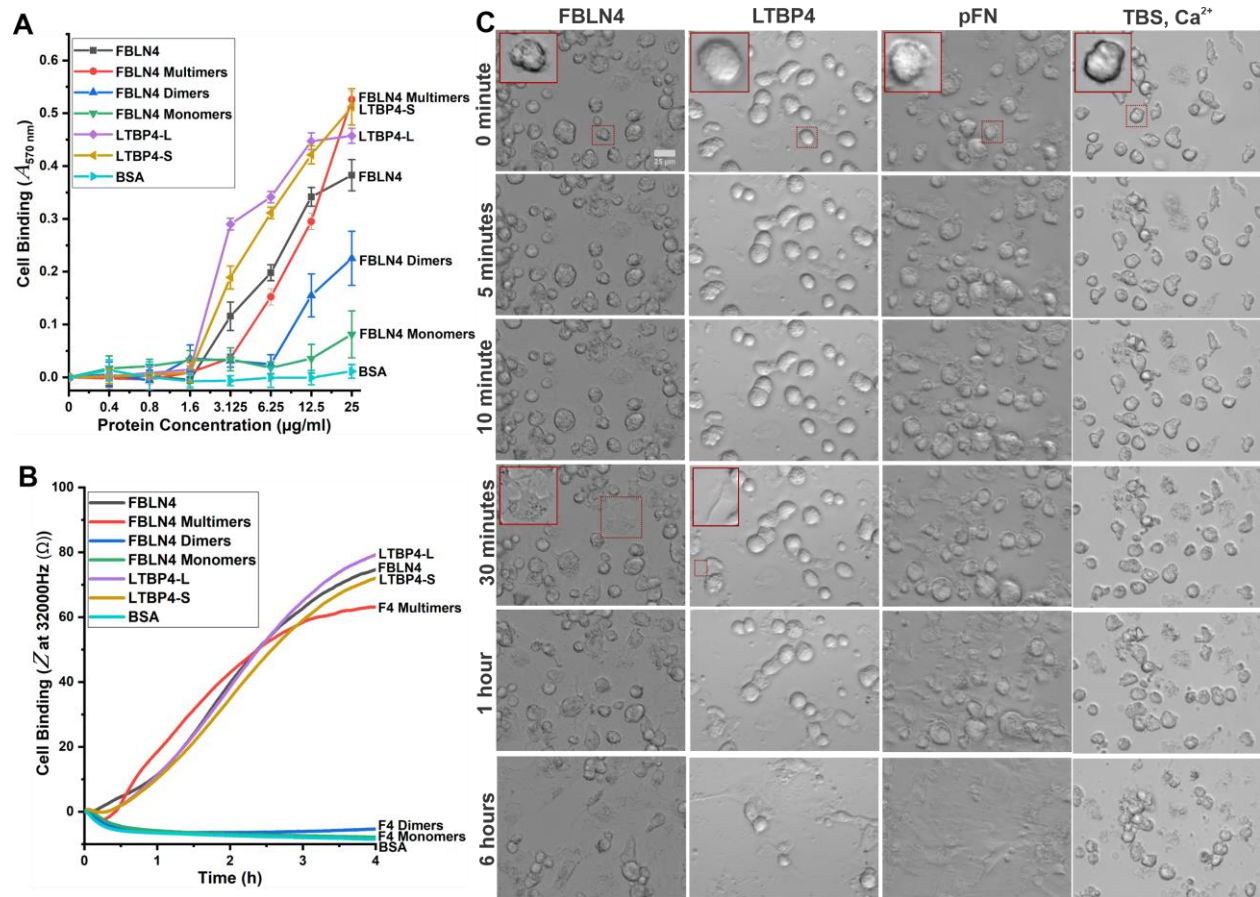 A
FBLN4
FBLN4 Multimers
FBLN4 Dimers
FBLN4 Monomers
LTBP4-L
LTBP4-S
BSA
0.6
0.5
0.4
0.3
0.2
0.1
0.0
Cell Binding (A570 nm)
FBLN4 Multimers
LTBP4-S
LTBP4-L
FBLN4
FBLN4 Dimers
FBLN4 Monomers
BSA
0 0.4 0.8 1.6 3.125 6.25 12.5 25
Protein Concentration (µg/ml)
B
FBLN4
FBLN4 Multimers
FBLN4 Dimers
FBLN4 Monomers
LTBP4-L
LTBP4-S
BSA
100
80
60
40
20
0
Cell Binding (Z at 32000Hz (Ω))
LTBP4-L
FBLN4
LTBP4-S
F4 Multimers
F4 Dimers
F4 Monomers
BSA
0 1 2 3 4
Time (h)
C
FBLN4 LTBP4 pFN TBS, Ca²⁺
0 minute
25 µm
5 minutes
10 minute
30 minutes
1 hour
6 hours